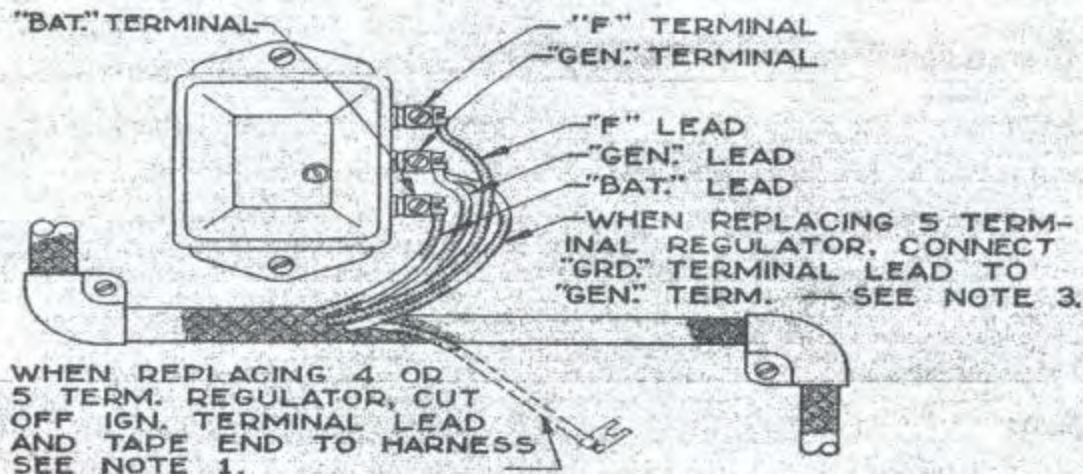 "BAT." TERMINAL
"F" TERMINAL
"GEN." TERMINAL
"F" LEAD
"GEN." LEAD
"BAT." LEAD
WHEN REPLACING 5 TERM-
INAL REGULATOR, CONNECT
"GRD." TERMINAL LEAD TO
"GEN." TERM. — SEE NOTE 3.
WHEN REPLACING 4 OR
5 TERM. REGULATOR, CUT
OFF IGN. TERMINAL LEAD
AND TAPE END TO HARNESS
SEE NOTE 1.